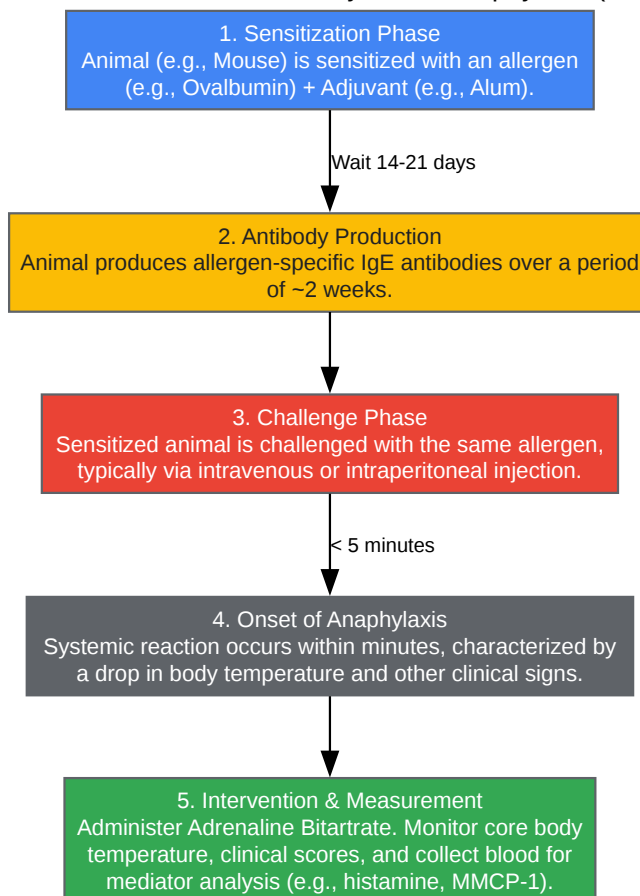 1. Sensitization Phase
Animal (e.g., Mouse) is sensitized with an allergen
(e.g., Ovalbumin) + Adjuvant (e.g., Alum).
Wait 14-21 days
2. Antibody Production
Animal produces allergen-specific IgE antibodies over a period
of ~2 weeks.
3. Challenge Phase
Sensitized animal is challenged with the same allergen,
typically via intravenous or intraperitoneal injection.
< 5 minutes
4. Onset of Anaphylaxis
Systemic reaction occurs within minutes, characterized by
a drop in body temperature and other clinical signs.
5. Intervention & Measurement
Administer Adrenaline Bitartrate. Monitor core body
temperature, clinical scores, and collect blood for
mediator analysis (e.g., histamine, MMCP-1).